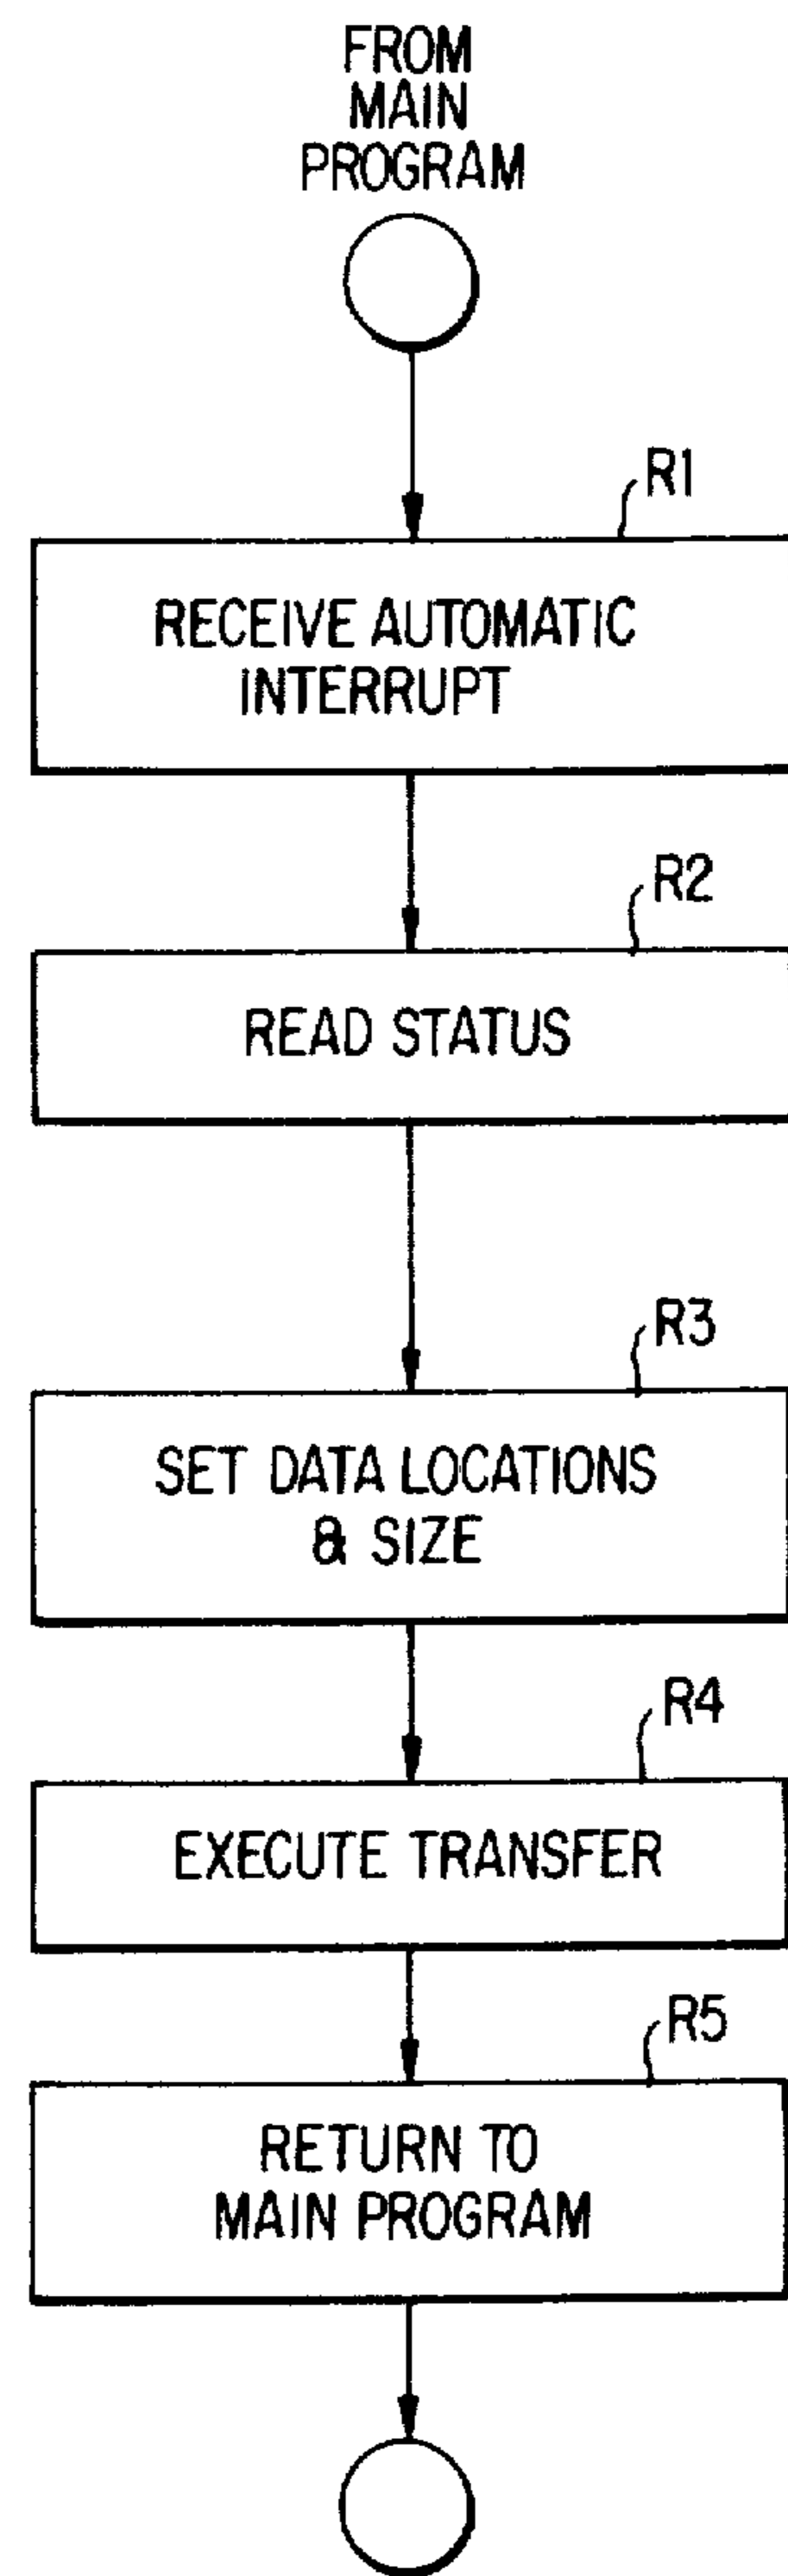 FROM
MAIN
PROGRAM
R1
RECEIVE AUTOMATIC
INTERRUPT
R2
READ STATUS
R3
SET DATA LOCATIONS
& SIZE
R4
EXECUTE TRANSFER
R5
RETURN TO
MAIN PROGRAM